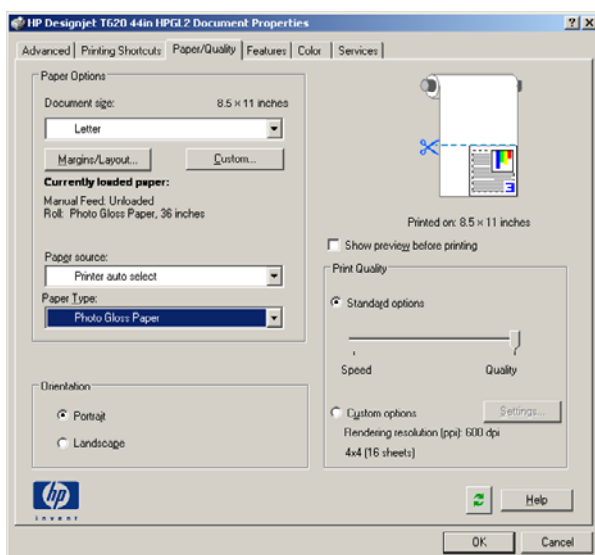 HP Designjet T620 44in HPGL2 Document Properties
Advanced Printing Shortcuts Paper/Quality Features Color Services
Paper Options
Document size: 8.5 × 11 inches
Letter
Margins/Layout... Custom...
Currently loaded paper:
Manual Feed: Unloaded
Roll: Photo Gloss Paper, 36 inches
Paper source:
Printer auto select
Paper Type:
Photo Gloss Paper
Orientation
Portrait
Landscape
3
Printed on: 8.5 × 11 inches
Show preview before printing
Print Quality
Standard options
Speed Quality
Custom options Settings...
Rendering resolution (ppi): 600 dpi
4x4 (16 sheets)
hp
invent
Help
OK Cancel